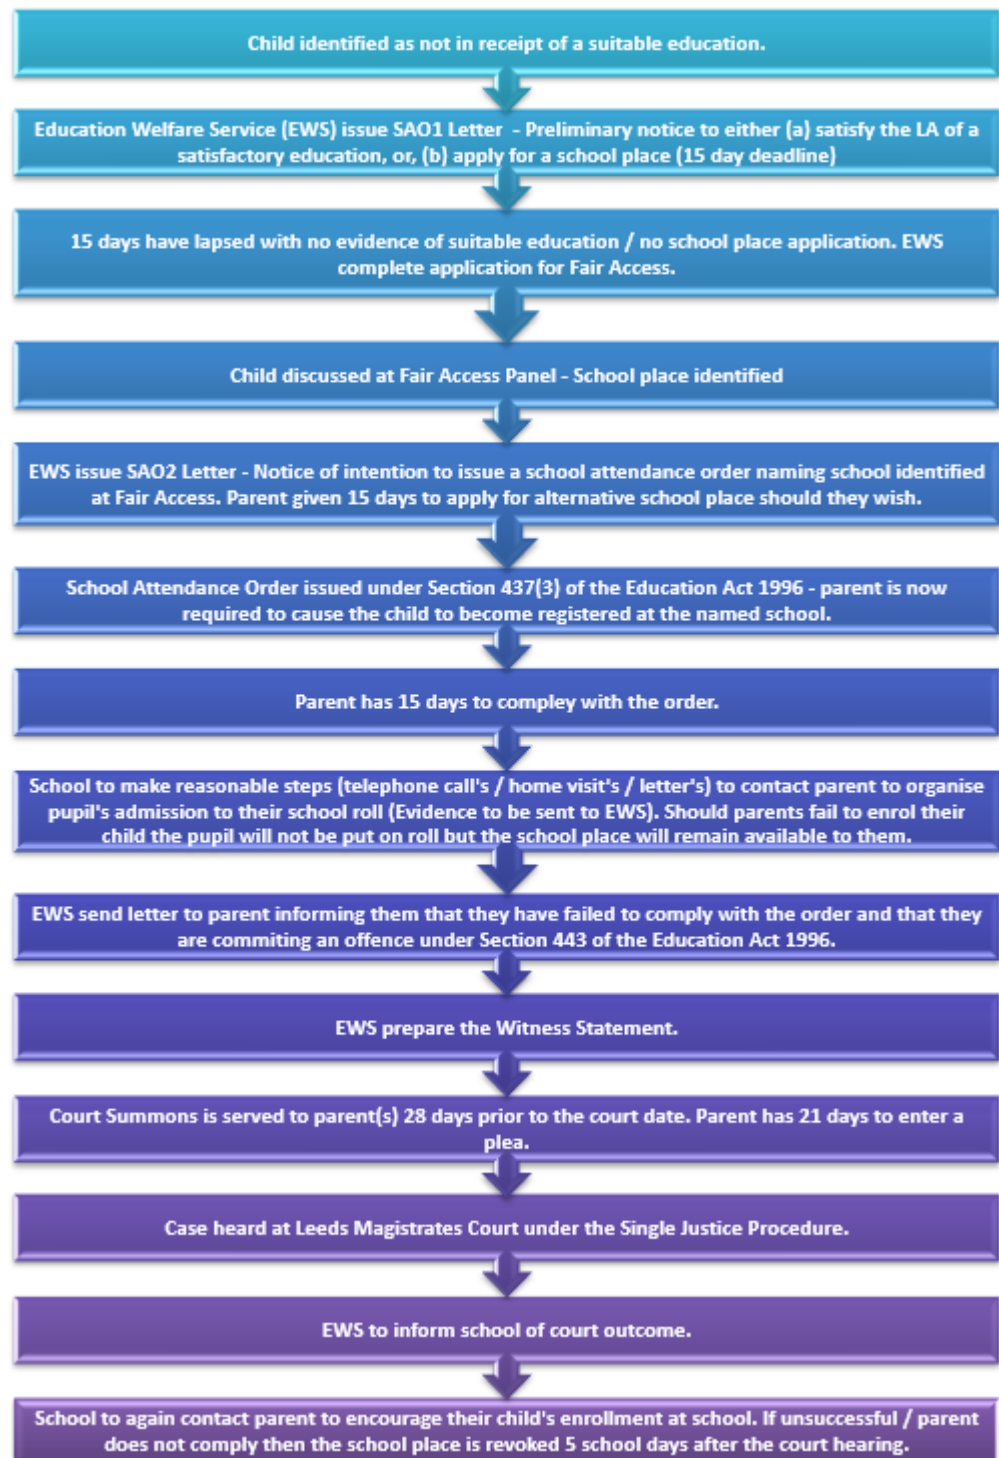 Child identified as not in receipt of a suitable education.
Education Welfare Service (EWS) issue SAO1 Letter - Preliminary notice to either (a) satisfy the LA of a
satisfactory education, or, (b) apply for a school place (15 day deadline)
15 days have lapsed with no evidence of suitable education / no school place application. EWS
complete application for Fair Access.
Child discussed at Fair Access Panel - School place identified
EWS issue SAO2 Letter - Notice of intention to issue a school attendance order naming school identified
at Fair Access. Parent given 15 days to apply for alternative school place should they wish.
School Attendance Order issued under Section 437(3) of the Education Act 1996 - parent is now
required to cause the child to become registered at the named school.
Parent has 15 days to compley with the order.
School to make reasonable steps (telephone call's / home visit's / letter's) to contact parent to organise
pupil's admission to their school roll (Evidence to be sent to EWS). Should parents fail to enrol their
child the pupil will not be put on roll but the school place will remain available to them.
EWS send letter to parent informing them that they have failed to comply with the order and that they
are commiting an offence under Section 443 of the Education Act 1996.
EWS prepare the Witness Statement.
Court Summons is served to parent(s) 28 days prior to the court date. Parent has 21 days to enter a
plea.
Case heard at Leeds Magistrates Court under the Single Justice Procedure.
EWS to inform school of court outcome.
School to again contact parent to encourage their child's enrollment at school. If unsuccessful / parent
does not comply then the school place is revoked 5 school days after the court hearing.